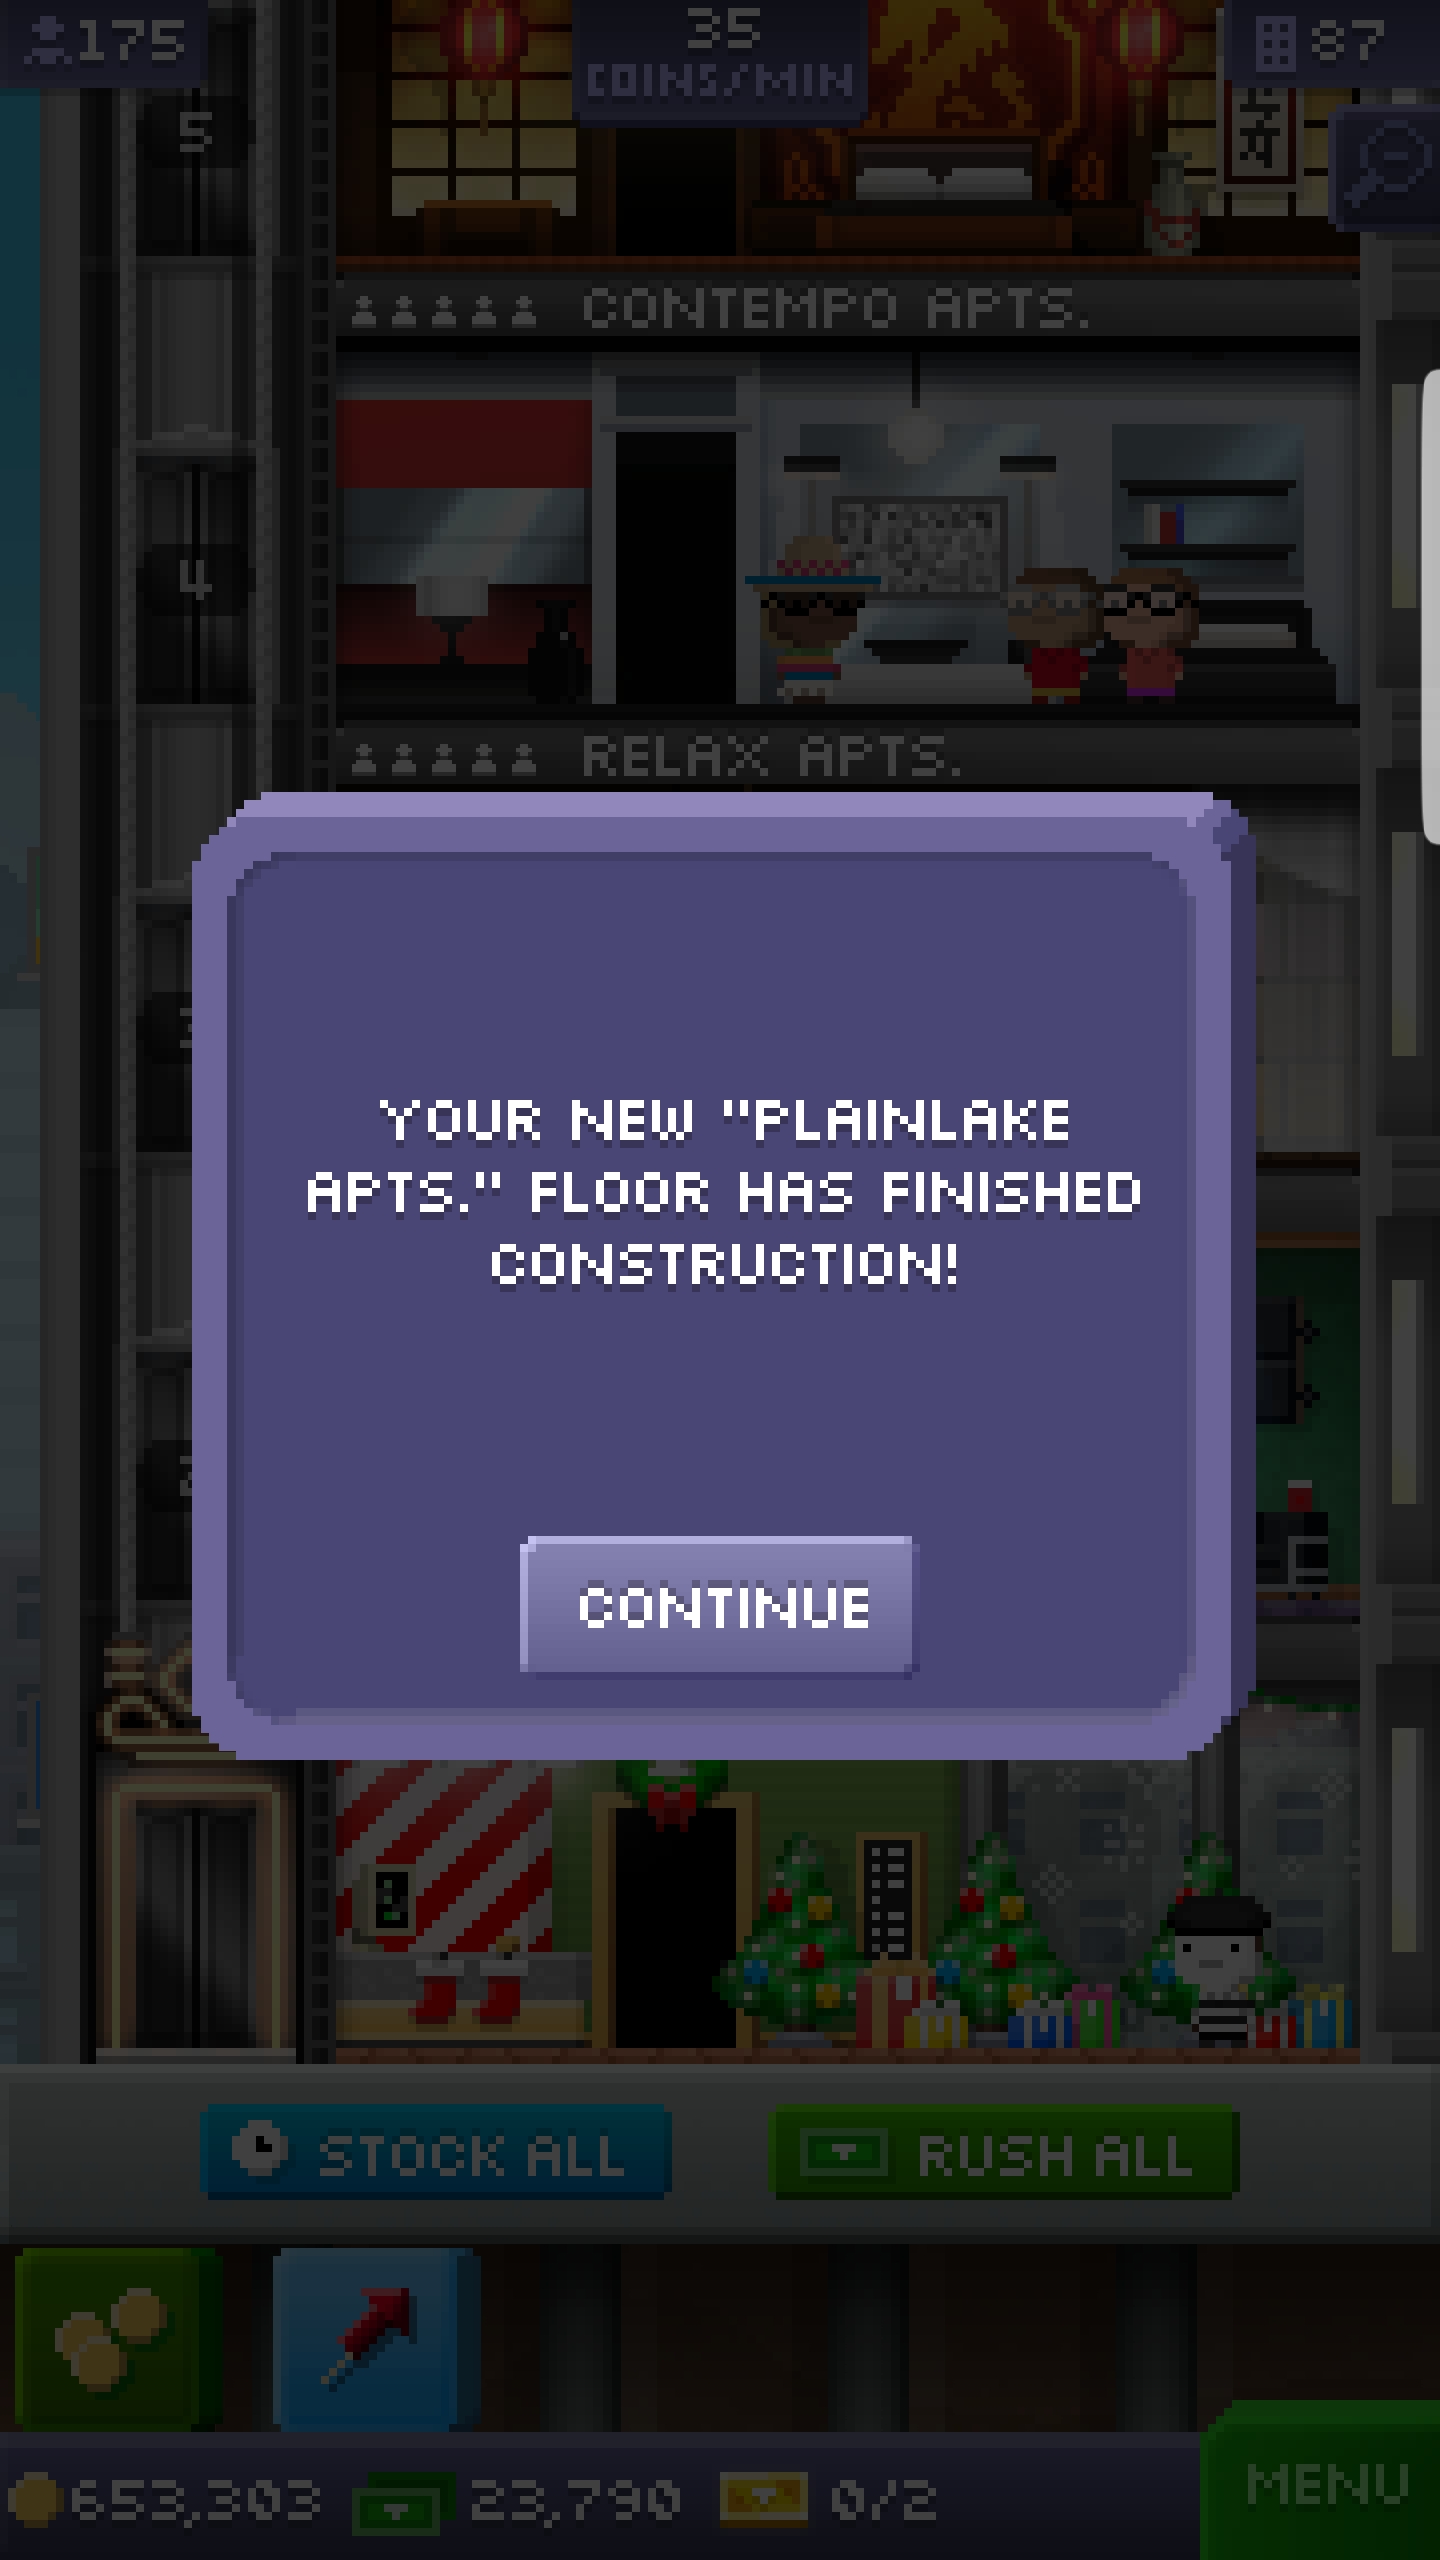 175
35
COINS/MIN
87
5
CONTEMPO APTS.
4
RELAX APTS.
YOUR NEW "PLAINLAKE
APTS." FLOOR HAS FINISHED
CONSTRUCTION!
CONTINUE
STOCK ALL
RUSH ALL
653,303
23,790
0/2
MENU